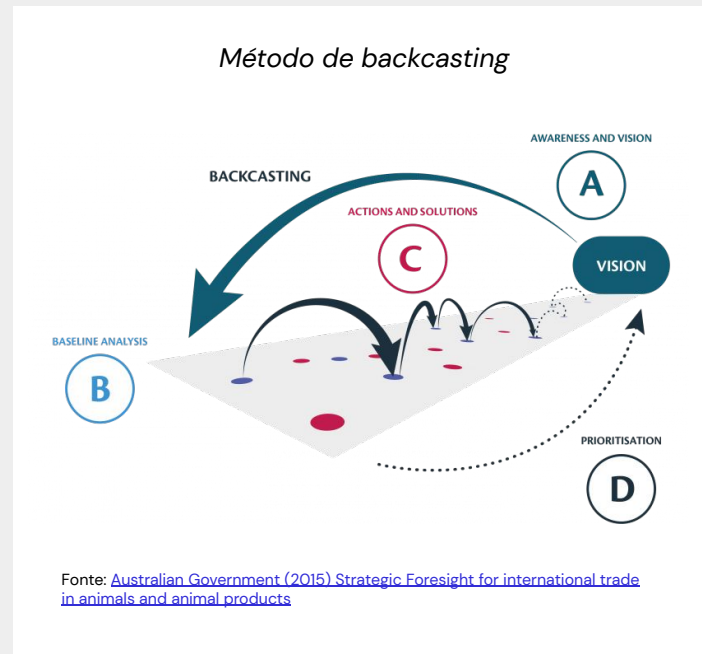 Método de backcasting
AWARENESS AND VISION
A
BACKCASTING
ACTIONS AND SOLUTIONS
C
VISION
BASELINE ANALYSIS
B
PRIORITISATION
D
Fonte: Australian Government (2015) Strategic Foresight for international trade
in animals and animal products